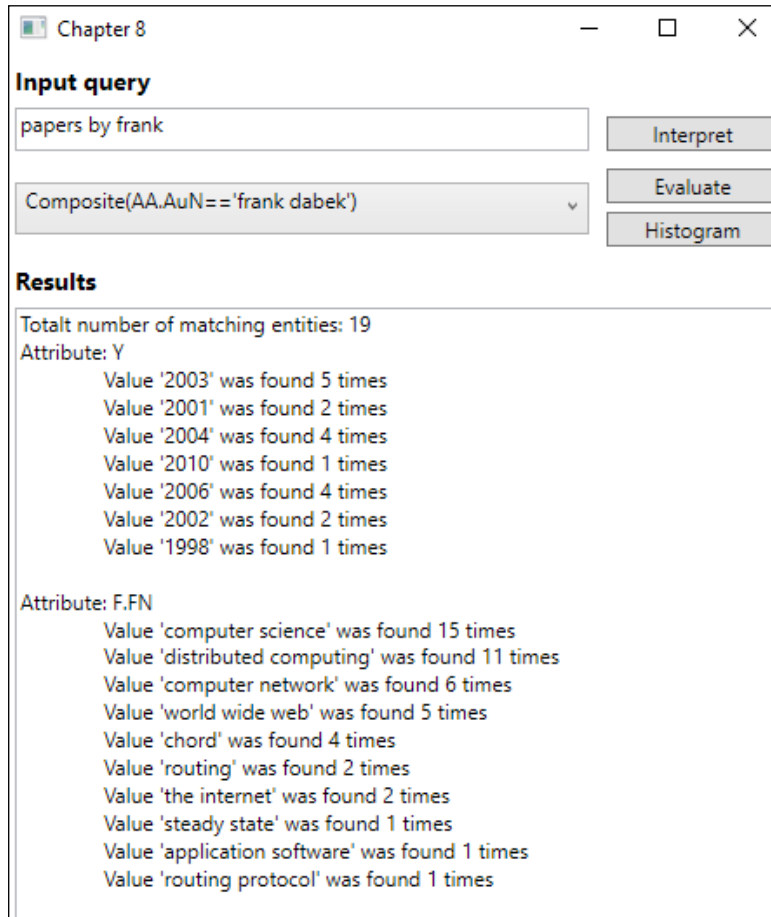 Chapter 8
Input query
papers by frank
Interpret
Composite(AA.AuN=='frank dabek')
Evaluate
Histogram
Results
Totalt number of matching entities: 19
Attribute: Y
Value '2003' was found 5 times
Value '2001' was found 2 times
Value '2004' was found 4 times
Value '2010' was found 1 times
Value '2006' was found 4 times
Value '2002' was found 2 times
Value '1998' was found 1 times
Attribute: F.FN
Value 'computer science' was found 15 times
Value 'distributed computing' was found 11 times
Value 'computer network' was found 6 times
Value 'world wide web' was found 5 times
Value 'chord' was found 4 times
Value 'routing' was found 2 times
Value 'the internet' was found 2 times
Value 'steady state' was found 1 times
Value 'application software' was found 1 times
Value 'routing protocol' was found 1 times